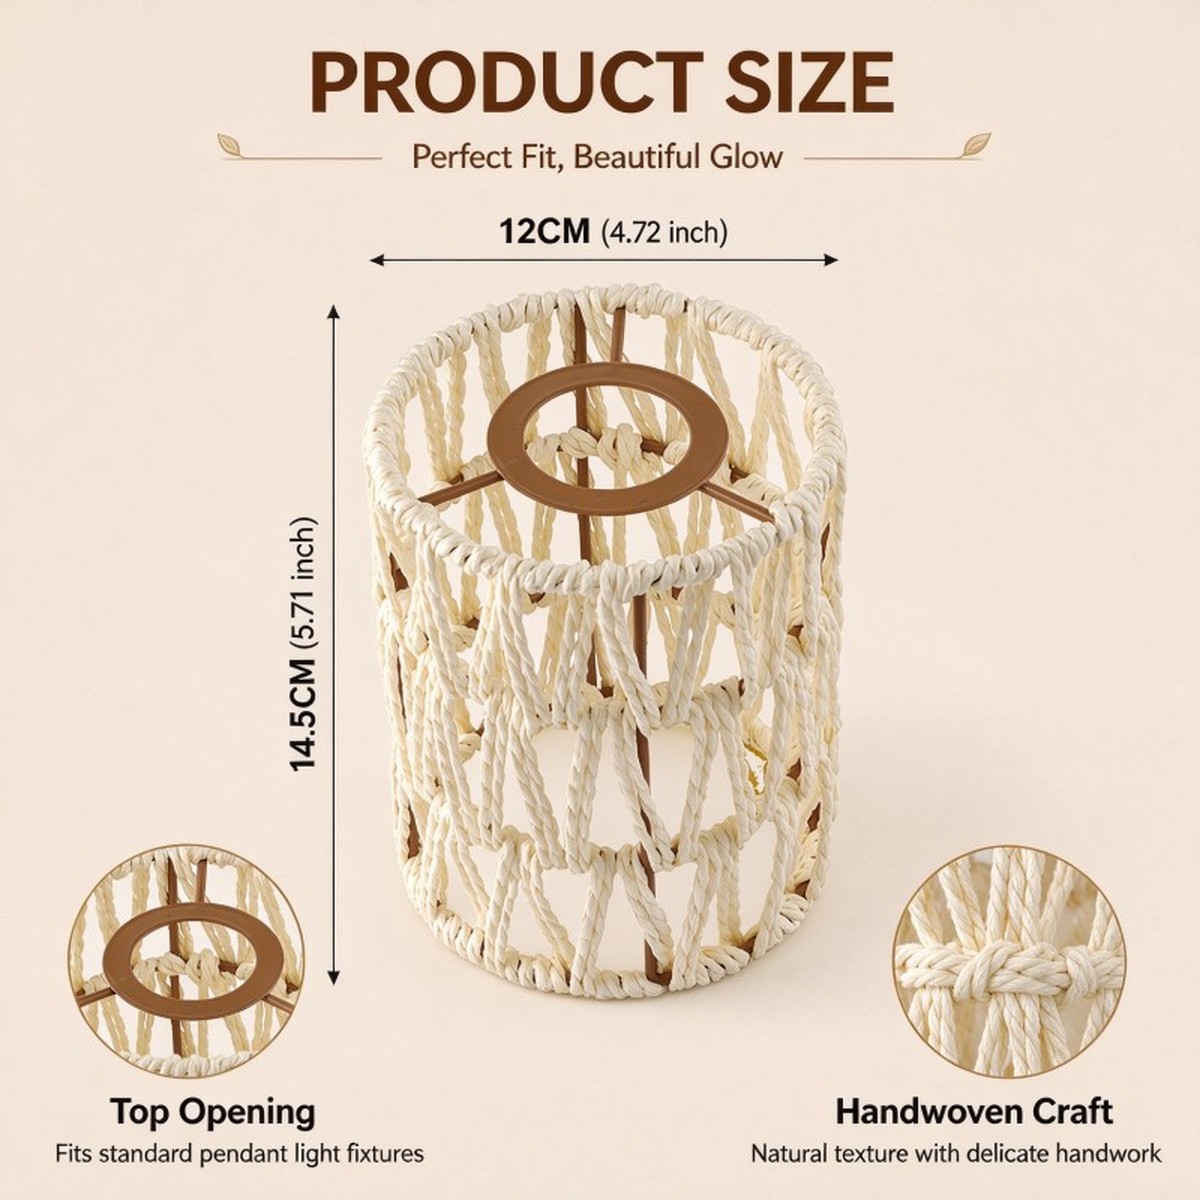 PRODUCT SIZE
Perfect Fit, Beautiful Glow
12CM (4.72 inch)
14.5CM (5.71 inch)
Top Opening
Fits standard pendant light fixtures
Handwoven Craft
Natural texture with delicate handwork